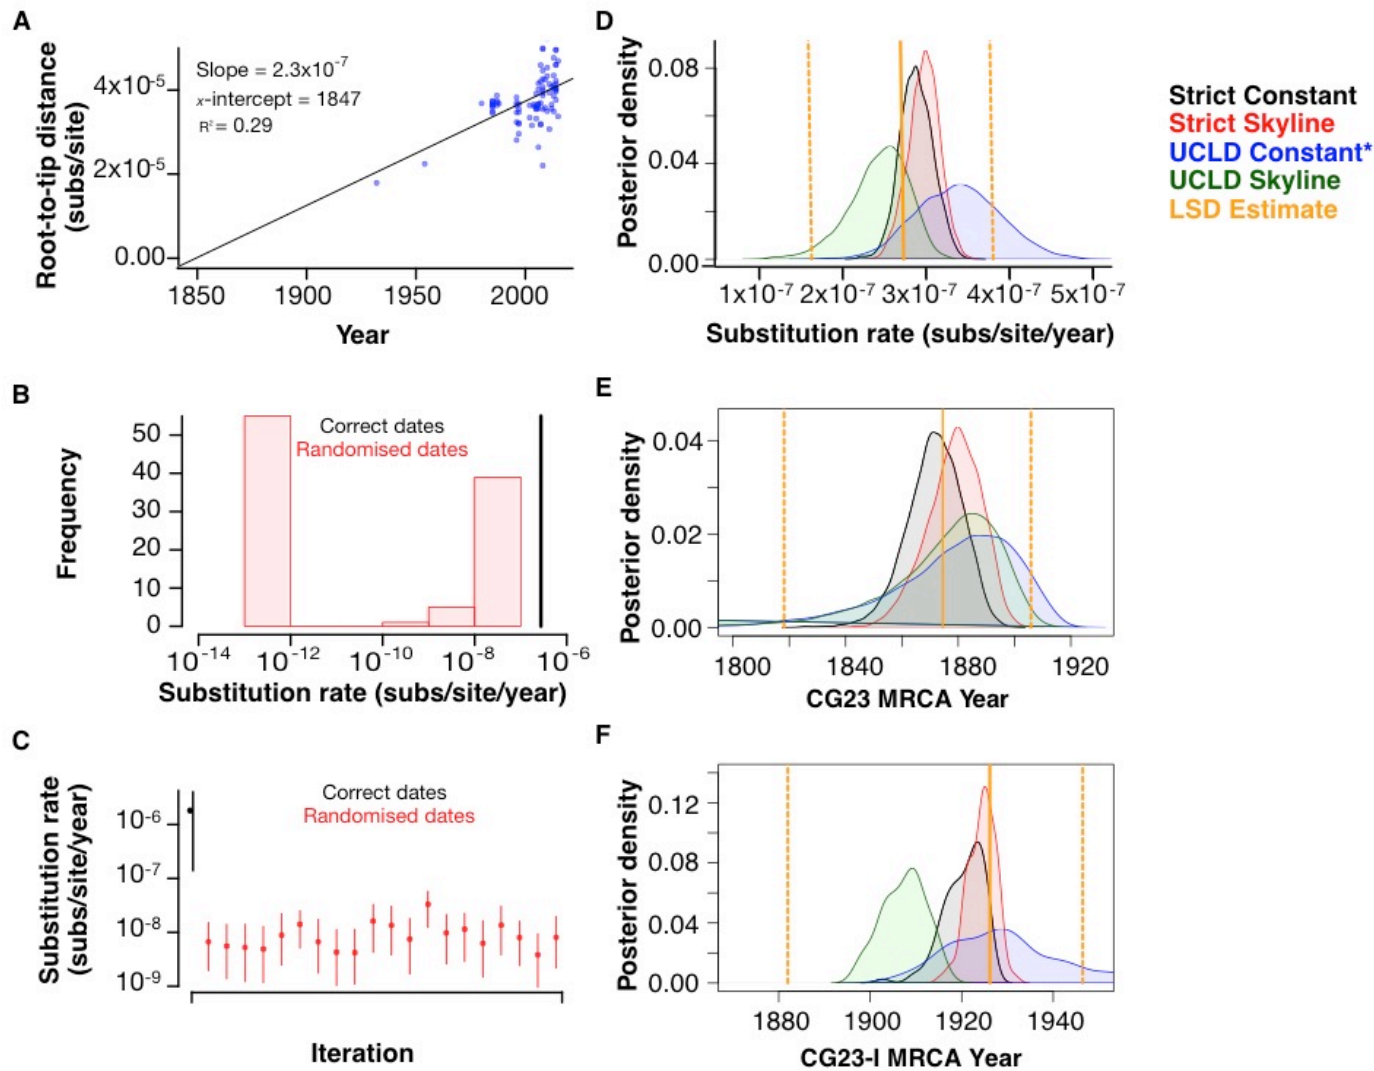 A
Root-to-tip distance
(subs/site)
4x10-5
2x10-5
0.00
Slope = 2.3x10-7
x-intercept = 1847
R2= 0.29
1850 1900 1950 2000
Year
B
Frequency
50
40
30
20
10
0
Correct dates
Randomised dates
10-14 10-12 10-10 10-8 10-6
Substitution rate (subs/site/year)
C
Substitution rate
(subs/site/year)
10-6
10-7
10-8
10-9
Correct dates
Randomised dates
Iteration
D
Posterior density
0.08
0.04
0.00
1x10-7 2x10-7 3x10-7 4x10-7 5x10-7
Substitution rate (subs/site/year)
Strict Constant
Strict Skyline
UCLD Constant*
UCLD Skyline
LSD Estimate
E
Posterior density
0.04
0.02
0.00
1800 1840 1880 1920
CG23 MRCA Year
F
Posterior density
0.12
0.08
0.04
0.00
1880 1900 1920 1940
CG23-I MRCA Year